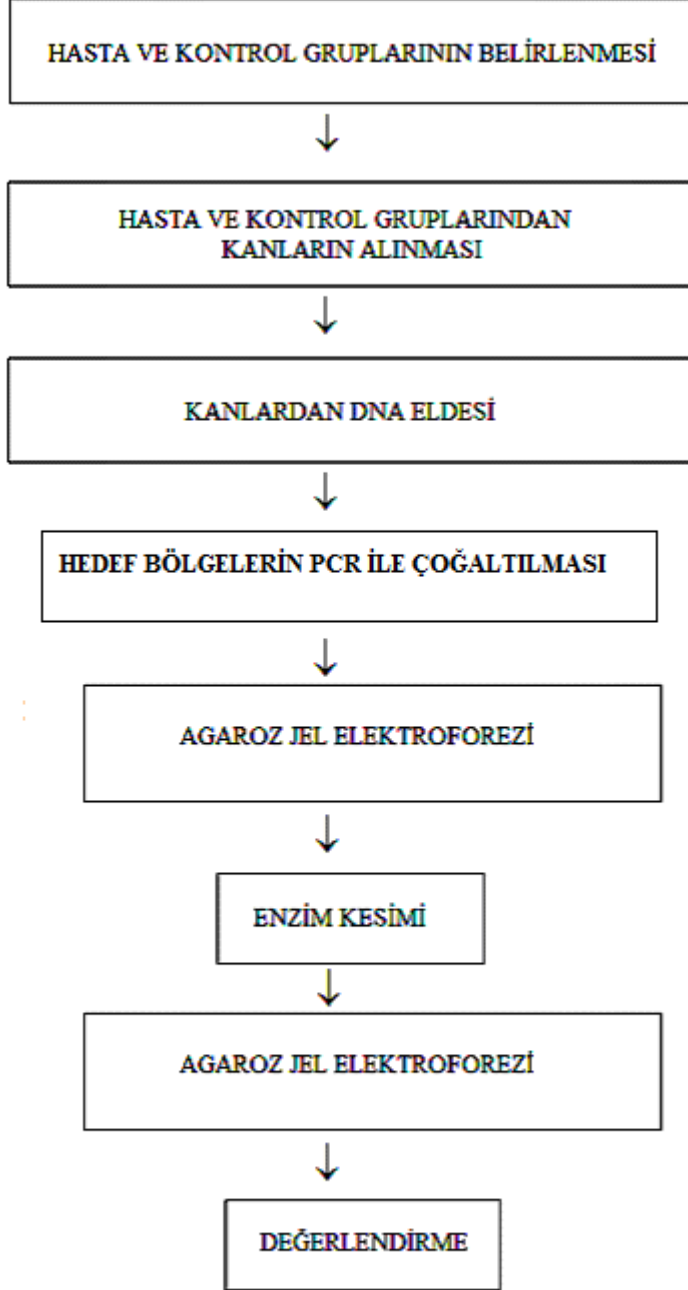 HASTA VE KONTROL GRUPLARININ BELİRLENMESİ
↓
HASTA VE KONTROL GRUPLARINDAN
KANLARIN ALINMASI
↓
KANLARDAN DNA ELDESİ
↓
HEDEF BÖLGELERİN PCR İLE ÇOĞALTILMASI
↓
AGAROZ JEL ELEKTROFOREZİ
↓
ENZİM KESİMİ
↓
AGAROZ JEL ELEKTROFOREZİ
↓
DEĞERLENDİRME